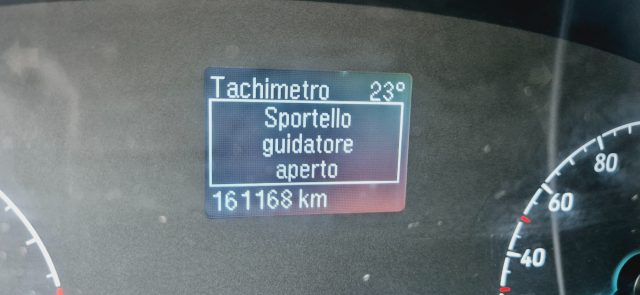 Tachimetro 23°
Sportello
guidatore
aperto
161168 km
80
60
40